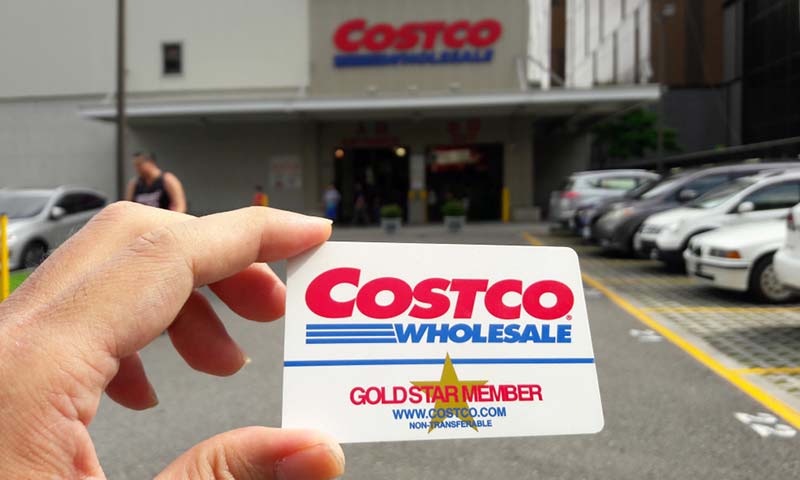 COSTCO
WHOLESALE
COSTCO®
WHOLESALE
GOLD STAR MEMBER
WWW.COSTCO.COM
NON-TRANSFERABLE